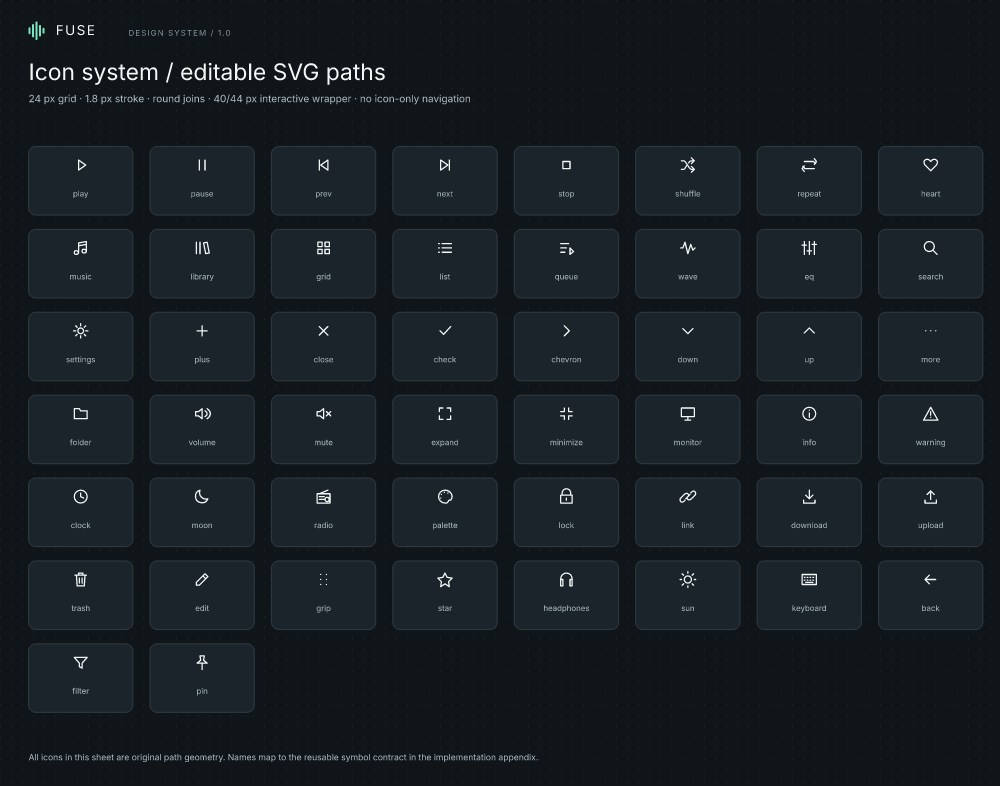 FUSE DESIGN SYSTEM / 1.0
Icon system / editable SVG paths
24 px grid · 1.8 px stroke · round joins · 40/44 px interactive wrapper · no icon-only navigation
play pause prev next stop shuffle repeat heart
music library grid list queue wave eq search
settings plus close check chevron down up more
folder volume mute expand minimize monitor info warning
clock moon radio palette lock link download upload
trash edit grip star headphones sun keyboard back
filter pin
All icons in this sheet are original path geometry. Names map to the reusable symbol contract in the implementation appendix.